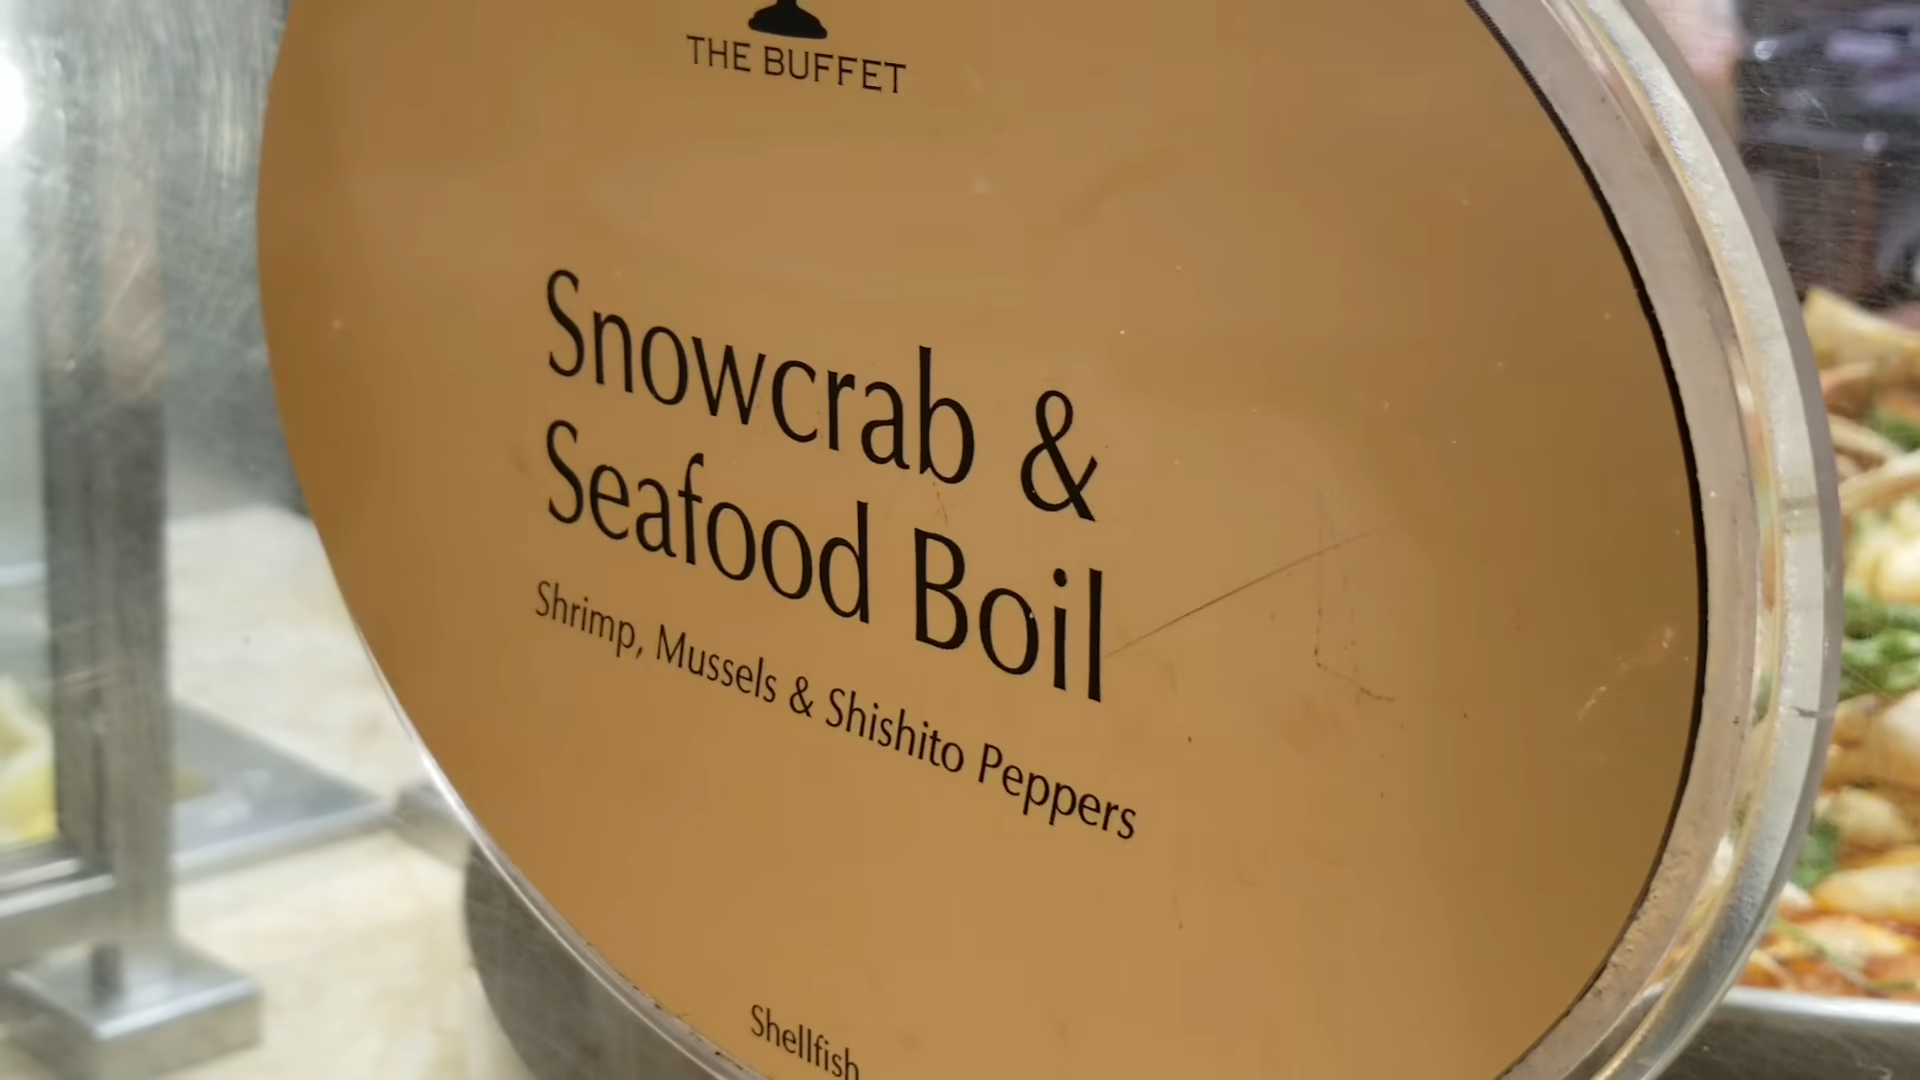 THE BUFFET
Snowcrab &
Seafood Boil
Shrimp, Mussels & Shishito Peppers
Shellfish